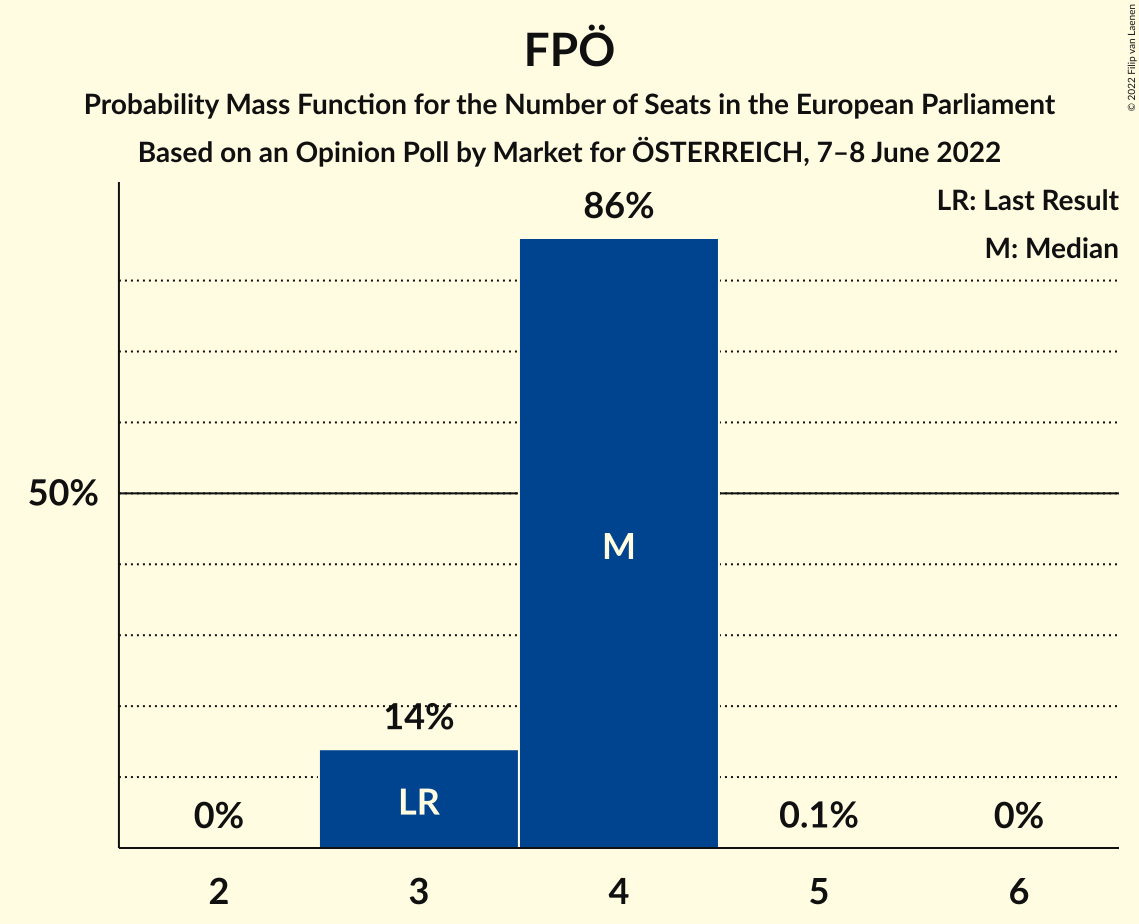 FPÖ
Probability Mass Function for the Number of Seats in the European Parliament
Based on an Opinion Poll by Market for ÖSTERREICH, 7–8 June 2022
© 2022 Filip van Laenen
LR: Last Result
M: Median
86%
50%
M
14%
LR
0%
0.1%
0%
2 3 4 5 6